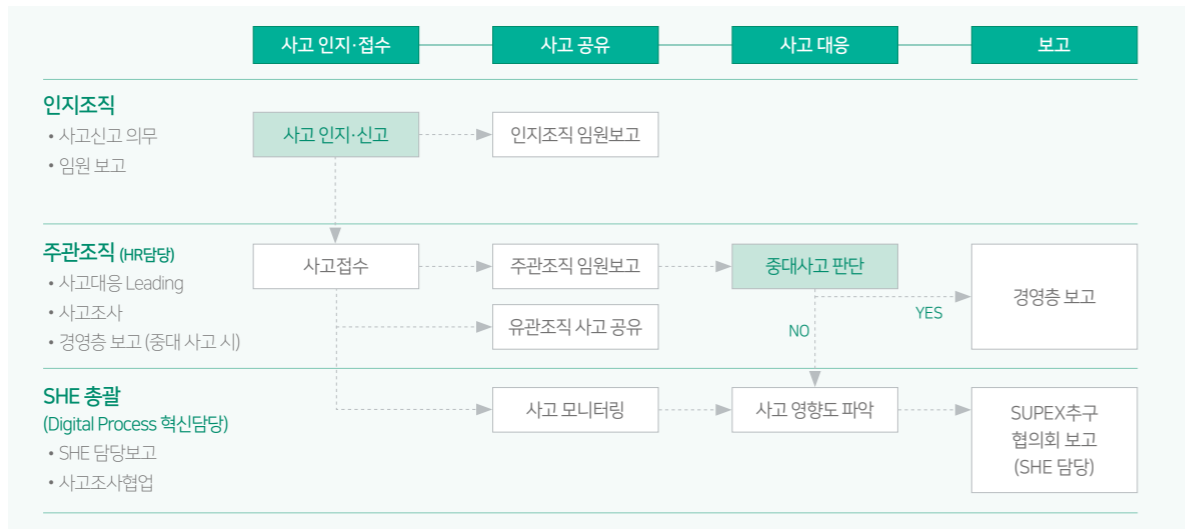 사고 인지·접수
사고 공유
사고 대응
보고
인지조직
• 사고신고 의무
• 임원 보고
사고 인지·신고
인지조직 임원보고
주관조직 (HR담당)
• 사고대응 Leading
• 사고조사
• 경영층 보고 (중대 사고 시)
사고접수
주관조직 임원보고
중대사고 판단
유관조직 사고 공유
YES
NO
경영층 보고
SHE 총괄
(Digital Process 혁신담당)
• SHE 담당보고
• 사고조사협업
사고 모니터링
사고 영향도 파악
SUPEX추구
협의회 보고
(SHE 담당)